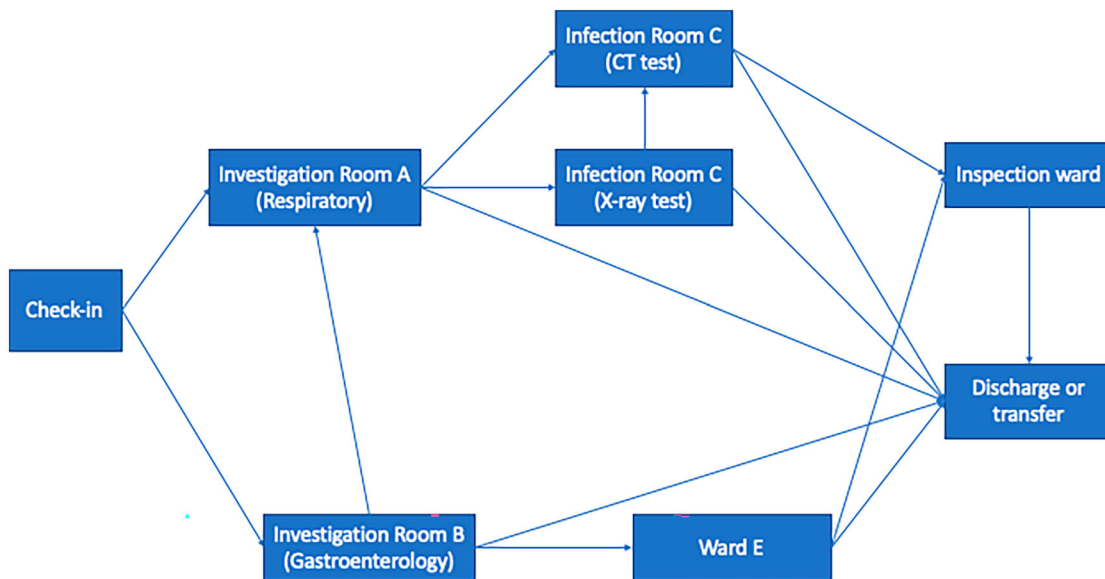 Infection Room C
(CT test)
Investigation Room A
(Respiratory)
Infection Room C
(X-ray test)
Inspection ward
Check-in
Discharge or
transfer
Investigation Room B
(Gastroenterology)
Ward E